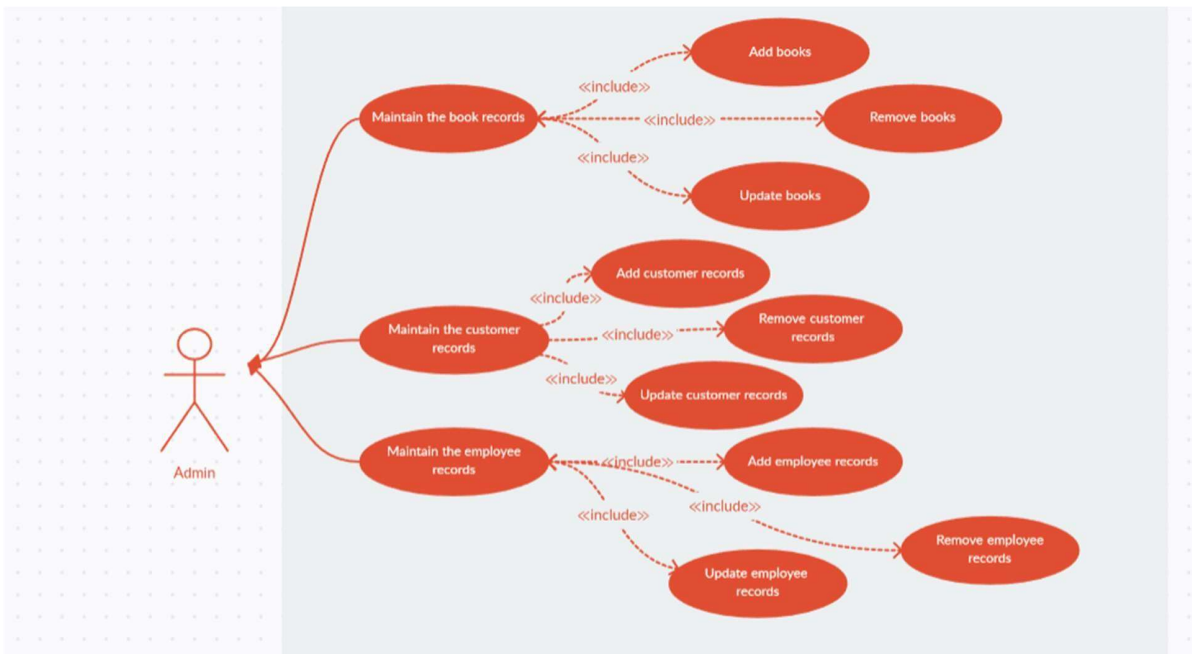 Add books
«include»
Maintain the book records
«include»
Remove books
«include»
Update books
Add customer records
«include»
Maintain the customer
records
«include»
Remove customer
records
«include»
Update customer records
Maintain the employee
records
«include»
Add employee records
Admin
«include»
«include»
Remove employee
records
Update employee
records